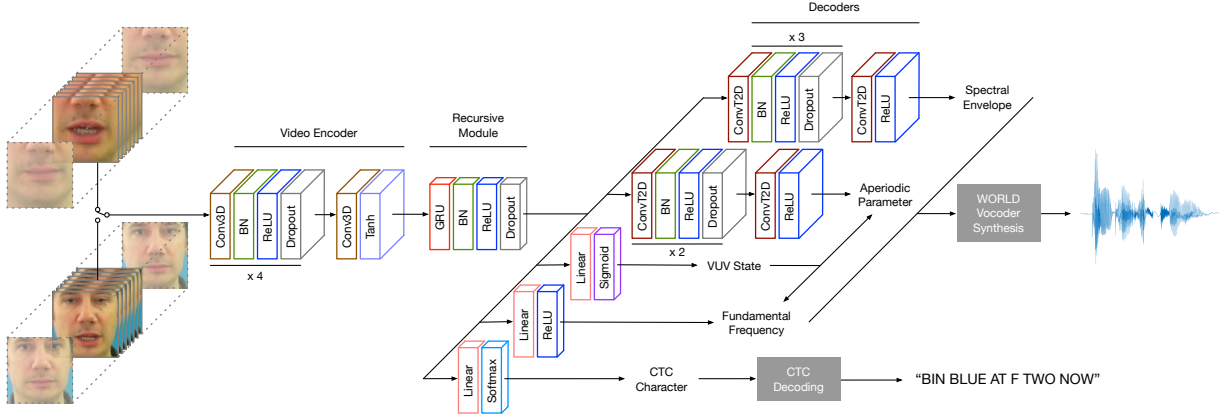 Decoders
x 3
ConvT2D
BN
ReLU
Dropout
ConvT2D
ReLU
Spectral
Envelope
Video Encoder
Recursive
Module
Conv3D
BN
ReLU
Dropout
x 4
Conv3D
Tanh
GRU
BN
ReLU
Dropout
ConvT2D
BN
ReLU
Dropout
x 2
ConvT2D
ReLU
Aperiodic
Parameter
WORLD
Vocoder
Synthesis
Linear
Sigmoid
VUV State
Linear
ReLU
Fundamental
Frequency
Linear
Softmax
CTC
Character
CTC
Decoding
“BIN BLUE AT F TWO NOW”